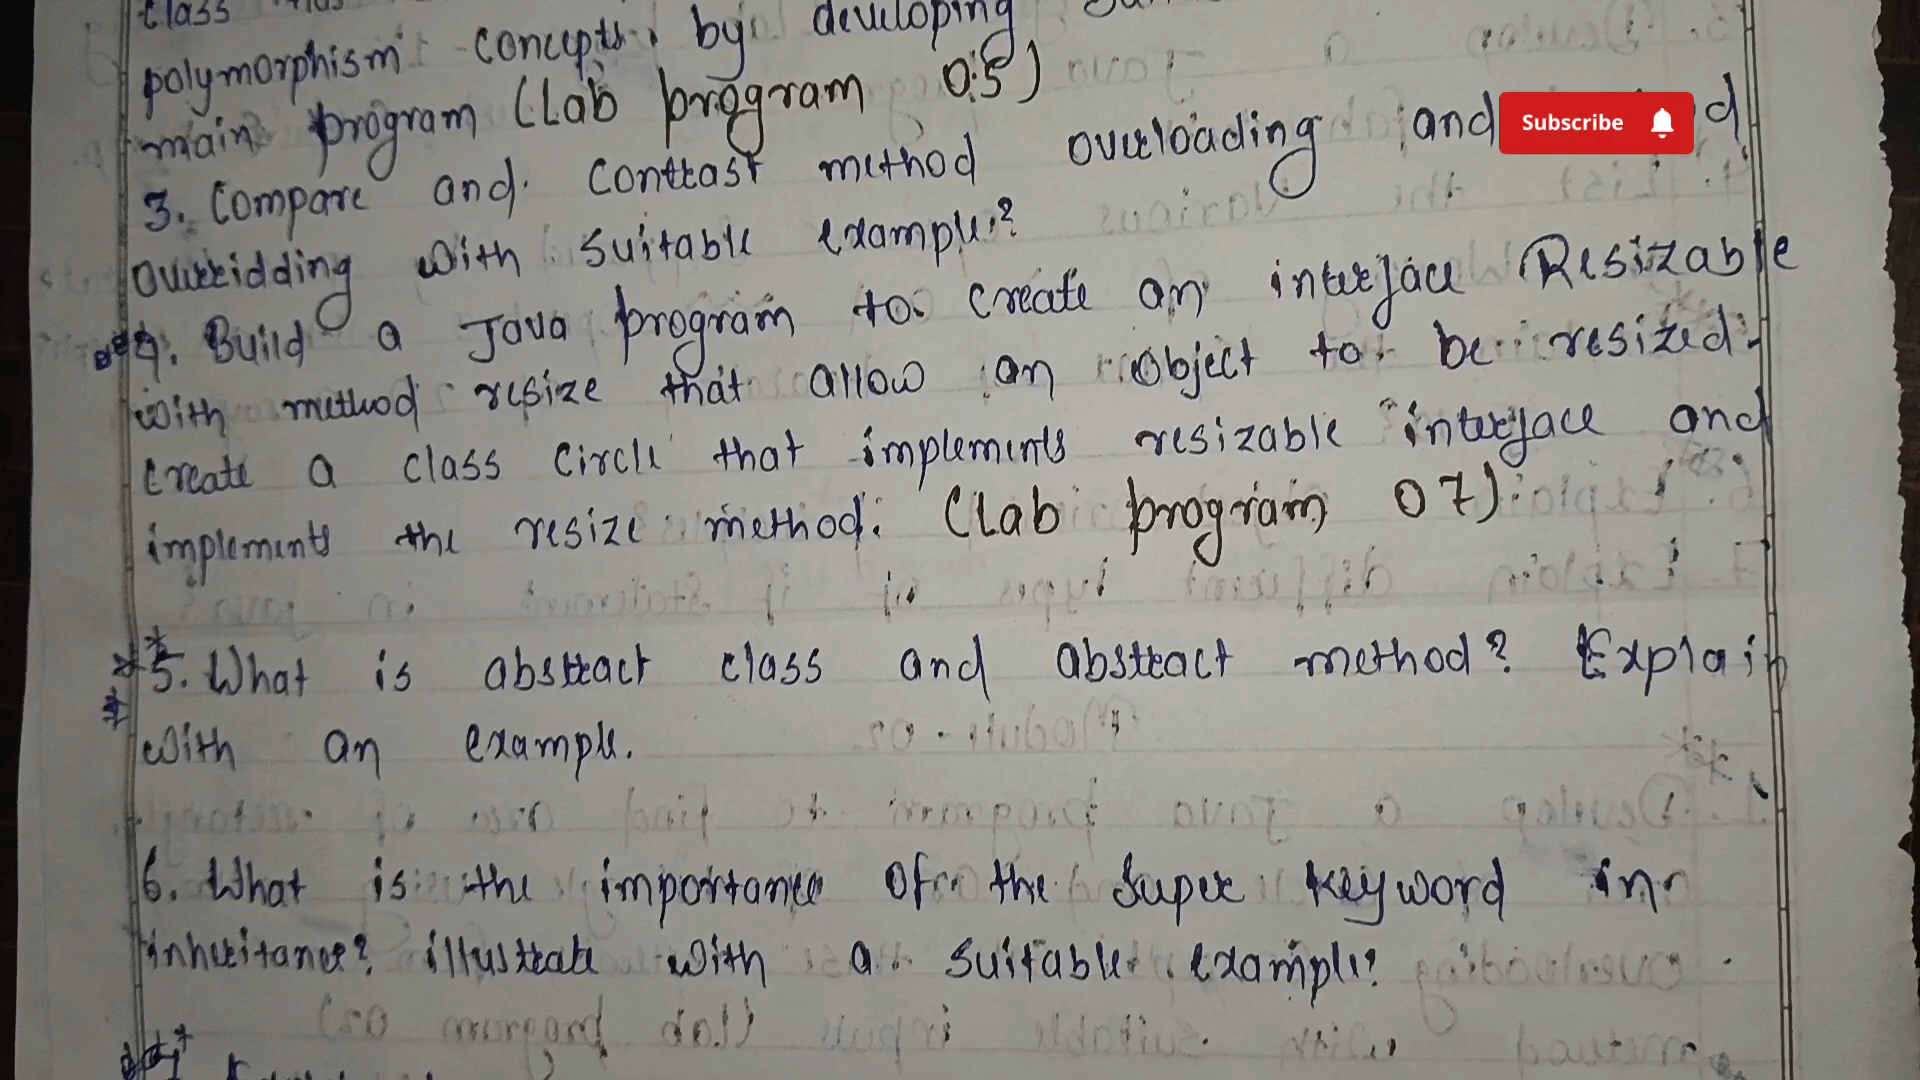 class
polymorphism concepts by developing
main program (Lab program 05)
3. Compare and contrast method overloading and
overridding with suitable example?
4. Build a Java program to create an interface Resizable
with method resize that allow an object to be resized.
create a class circle that implements resizable interface and
implements the resize method. (Lab program 07)
5. What is abstract class and abstract method? Explain
with an example.
6. What is the importance of the super keyword in
inheritance? illustrate with a suitable example?
Subscribe